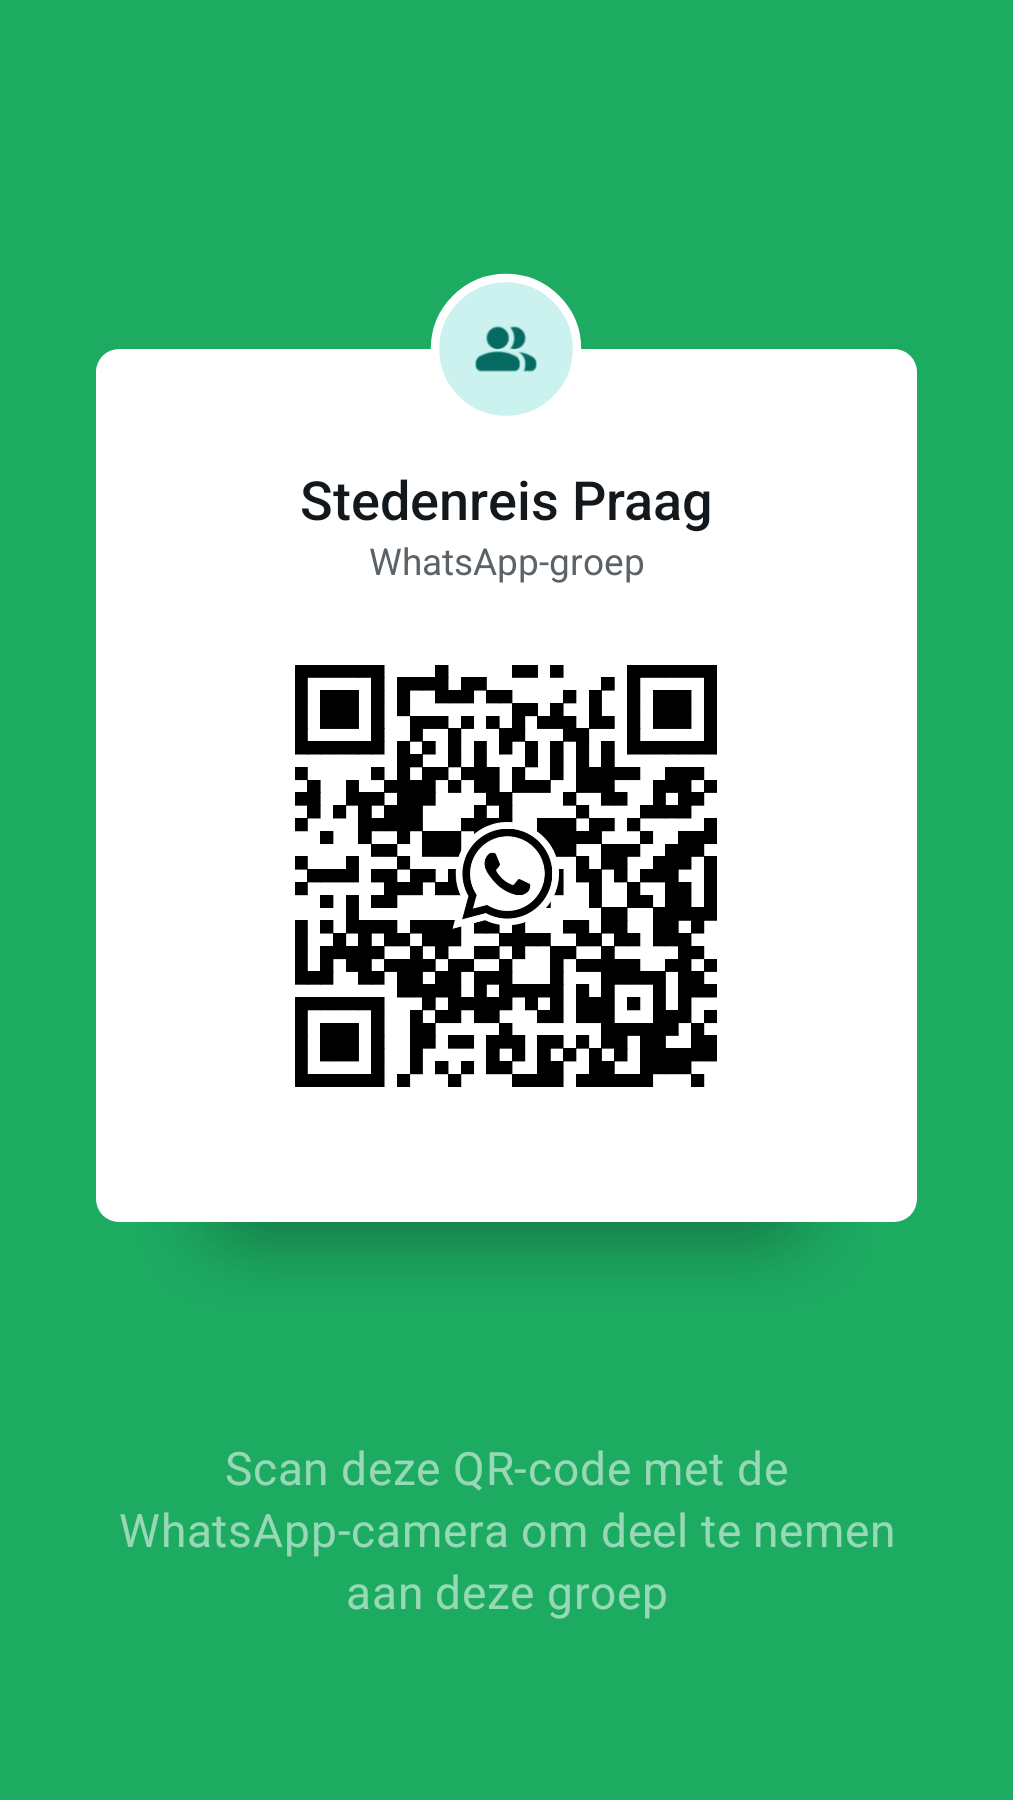 Stedenreis Praag
WhatsApp-groep
Scan deze QR-code met de
WhatsApp-camera om deel te nemen
aan deze groep